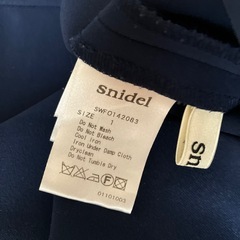 snidel
SWFO142083
SIZE 1
Do Not Wash
Do Not Bleach
Cool Iron
Iron Under Damp Cloth
Dryclean
Do Not Tumble Dry
01101003
sn